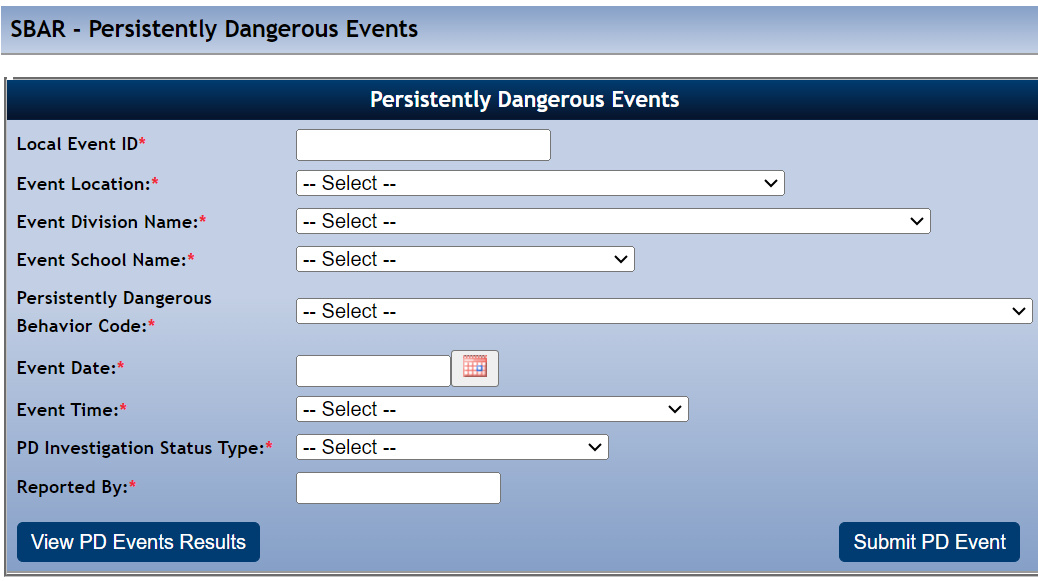 SBAR - Persistently Dangerous Events
Persistently Dangerous Events
Local Event ID*
Event Location:* -- Select --
Event Division Name:* -- Select --
Event School Name:* -- Select --
Persistently Dangerous
Behavior Code:* -- Select --
Event Date:*
Event Time:* -- Select --
PD Investigation Status Type:* -- Select --
Reported By:*
View PD Events Results Submit PD Event